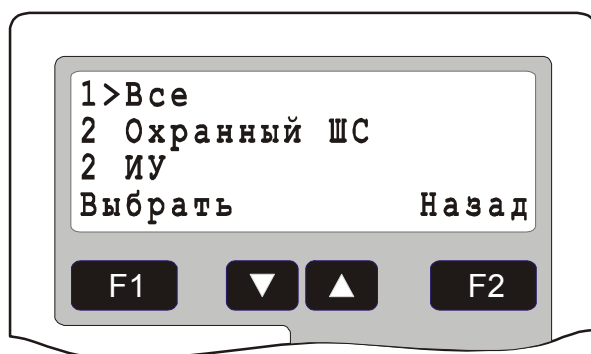 1>Все
2 Охранный ШС
2 ИУ
Выбрать Назад
F1 ▼ ▲ F2